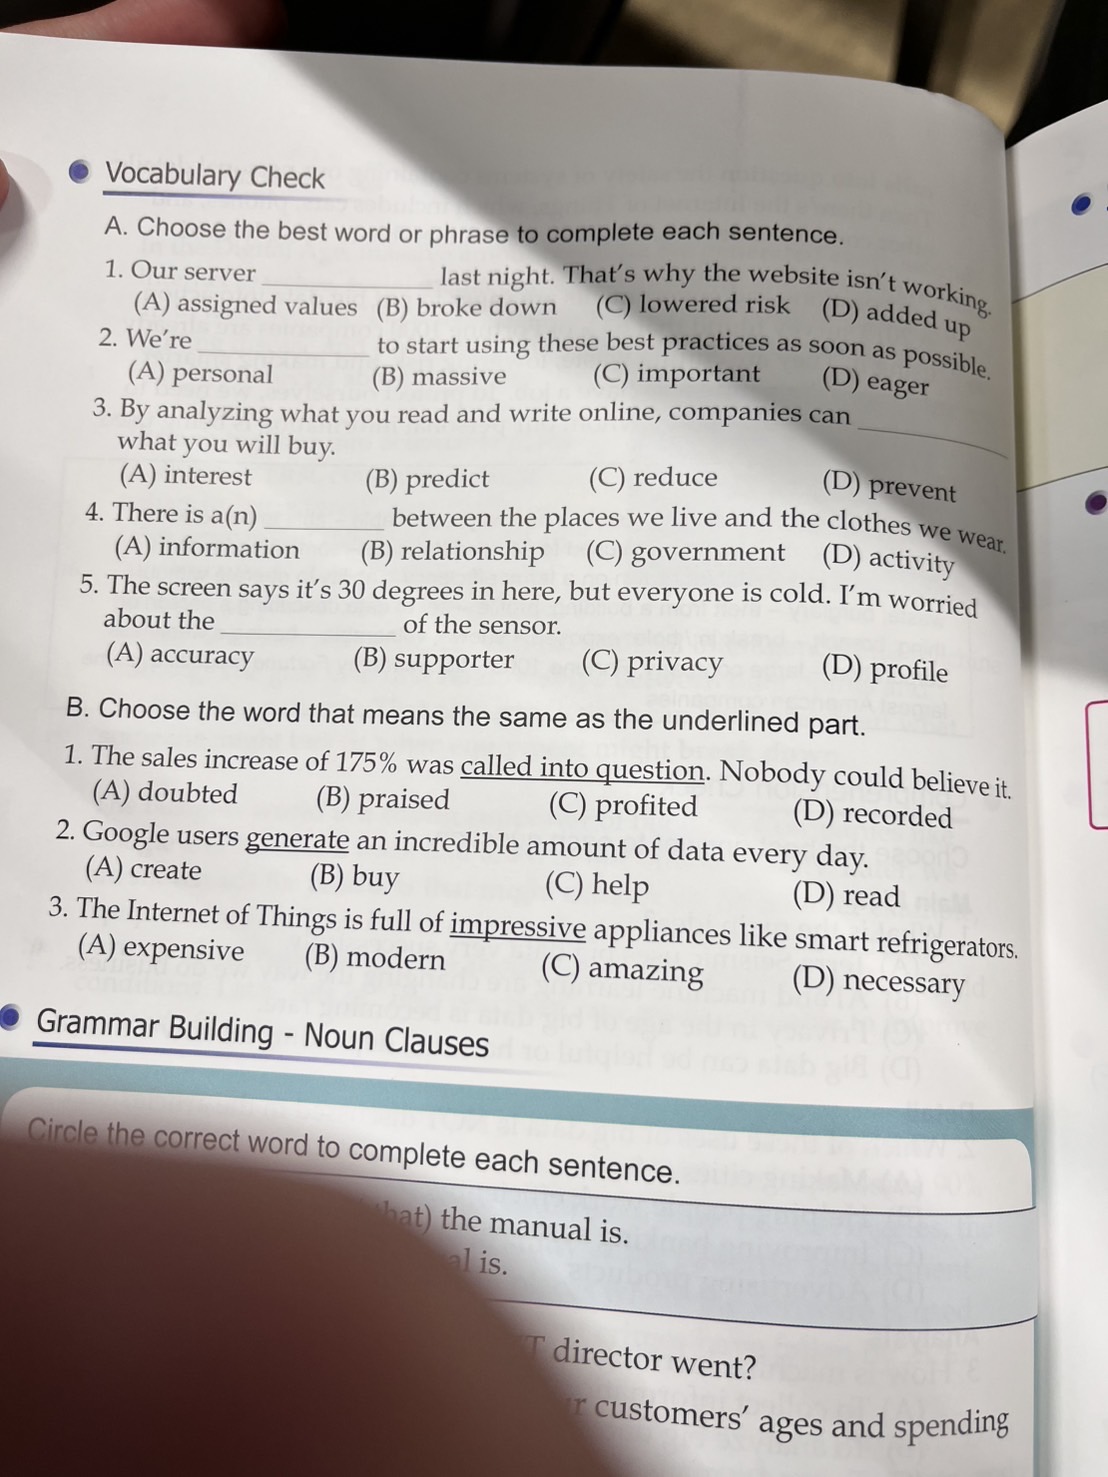 Vocabulary Check
A. Choose the best word or phrase to complete each sentence.
1. Our server ____________ last night. That's why the website isn't working.
(A) assigned values (B) broke down (C) lowered risk (D) added up
2. We're ____________ to start using these best practices as soon as possible.
(A) personal (B) massive (C) important (D) eager
3. By analyzing what you read and write online, companies can ____________
what you will buy.
(A) interest (B) predict (C) reduce (D) prevent
4. There is a(n) ____________ between the places we live and the clothes we wear.
(A) information (B) relationship (C) government (D) activity
5. The screen says it's 30 degrees in here, but everyone is cold. I'm worried
about the ____________ of the sensor.
(A) accuracy (B) supporter (C) privacy (D) profile
B. Choose the word that means the same as the underlined part.
1. The sales increase of 175% was called into question. Nobody could believe it.
(A) doubted (B) praised (C) profited (D) recorded
2. Google users generate an incredible amount of data every day.
(A) create (B) buy (C) help (D) read
3. The Internet of Things is full of impressive appliances like smart refrigerators.
(A) expensive (B) modern (C) amazing (D) necessary
Grammar Building - Noun Clauses
Circle the correct word to complete each sentence.
the manual is.
is.
director went?
customers' ages and spending